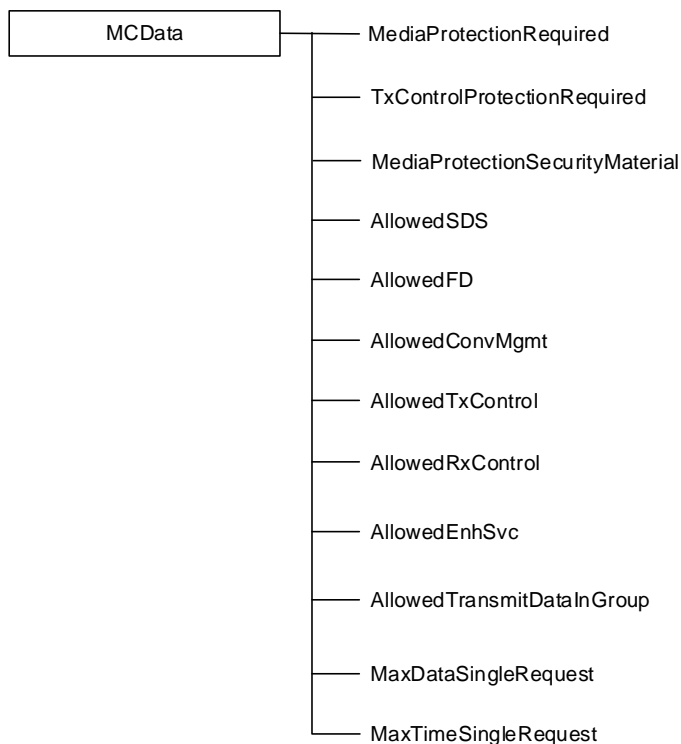 MCData
MediaProtectionRequired
TxControlProtectionRequired
MediaProtectionSecurityMaterial
AllowedSDS
AllowedFD
AllowedConvMgmt
AllowedTxControl
AllowedRxControl
AllowedEnhSvc
AllowedTransmitDataInGroup
MaxDataSingleRequest
MaxTimeSingleRequest